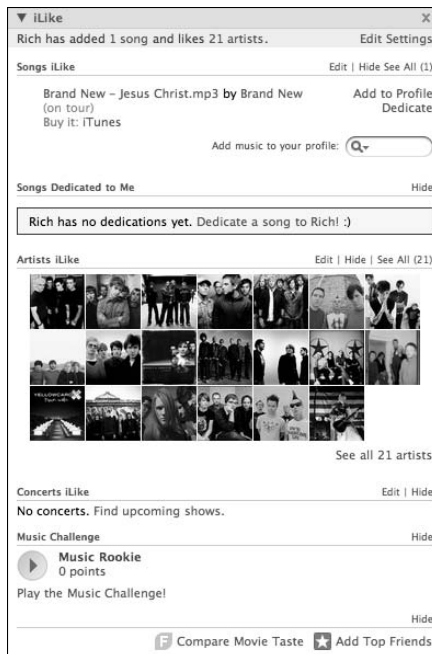 ▼ iLike X
Rich has added 1 song and likes 21 artists. Edit Settings
Songs iLike Edit | Hide See All (1)
Brand New – Jesus Christ.mp3 by Brand New Add to Profile
(on tour) Dedicate
Buy it: iTunes
Add music to your profile:
Songs Dedicated to Me Hide
Rich has no dedications yet. Dedicate a song to Rich! :)
Artists iLike Edit | Hide | See All (21)
YELLOWCARD
See all 21 artists
Concerts iLike Edit | Hide
No concerts. Find upcoming shows.
Music Challenge Hide
Music Rookie
0 points
Play the Music Challenge!
Hide
F Compare Movie Taste Add Top Friends